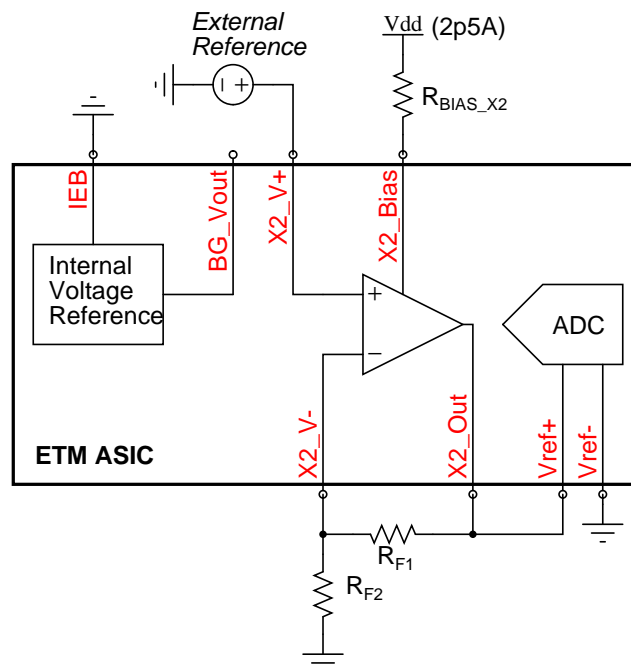 External
Reference
Vdd (2p5A)
RBIAS_X2
- +
IEB
BG_Vout
X2_V+
X2_Bias
Internal
Voltage
Reference
+
−
ADC
X2_V-
X2_Out
Vref+
Vref-
ETM ASIC
RF1
RF2